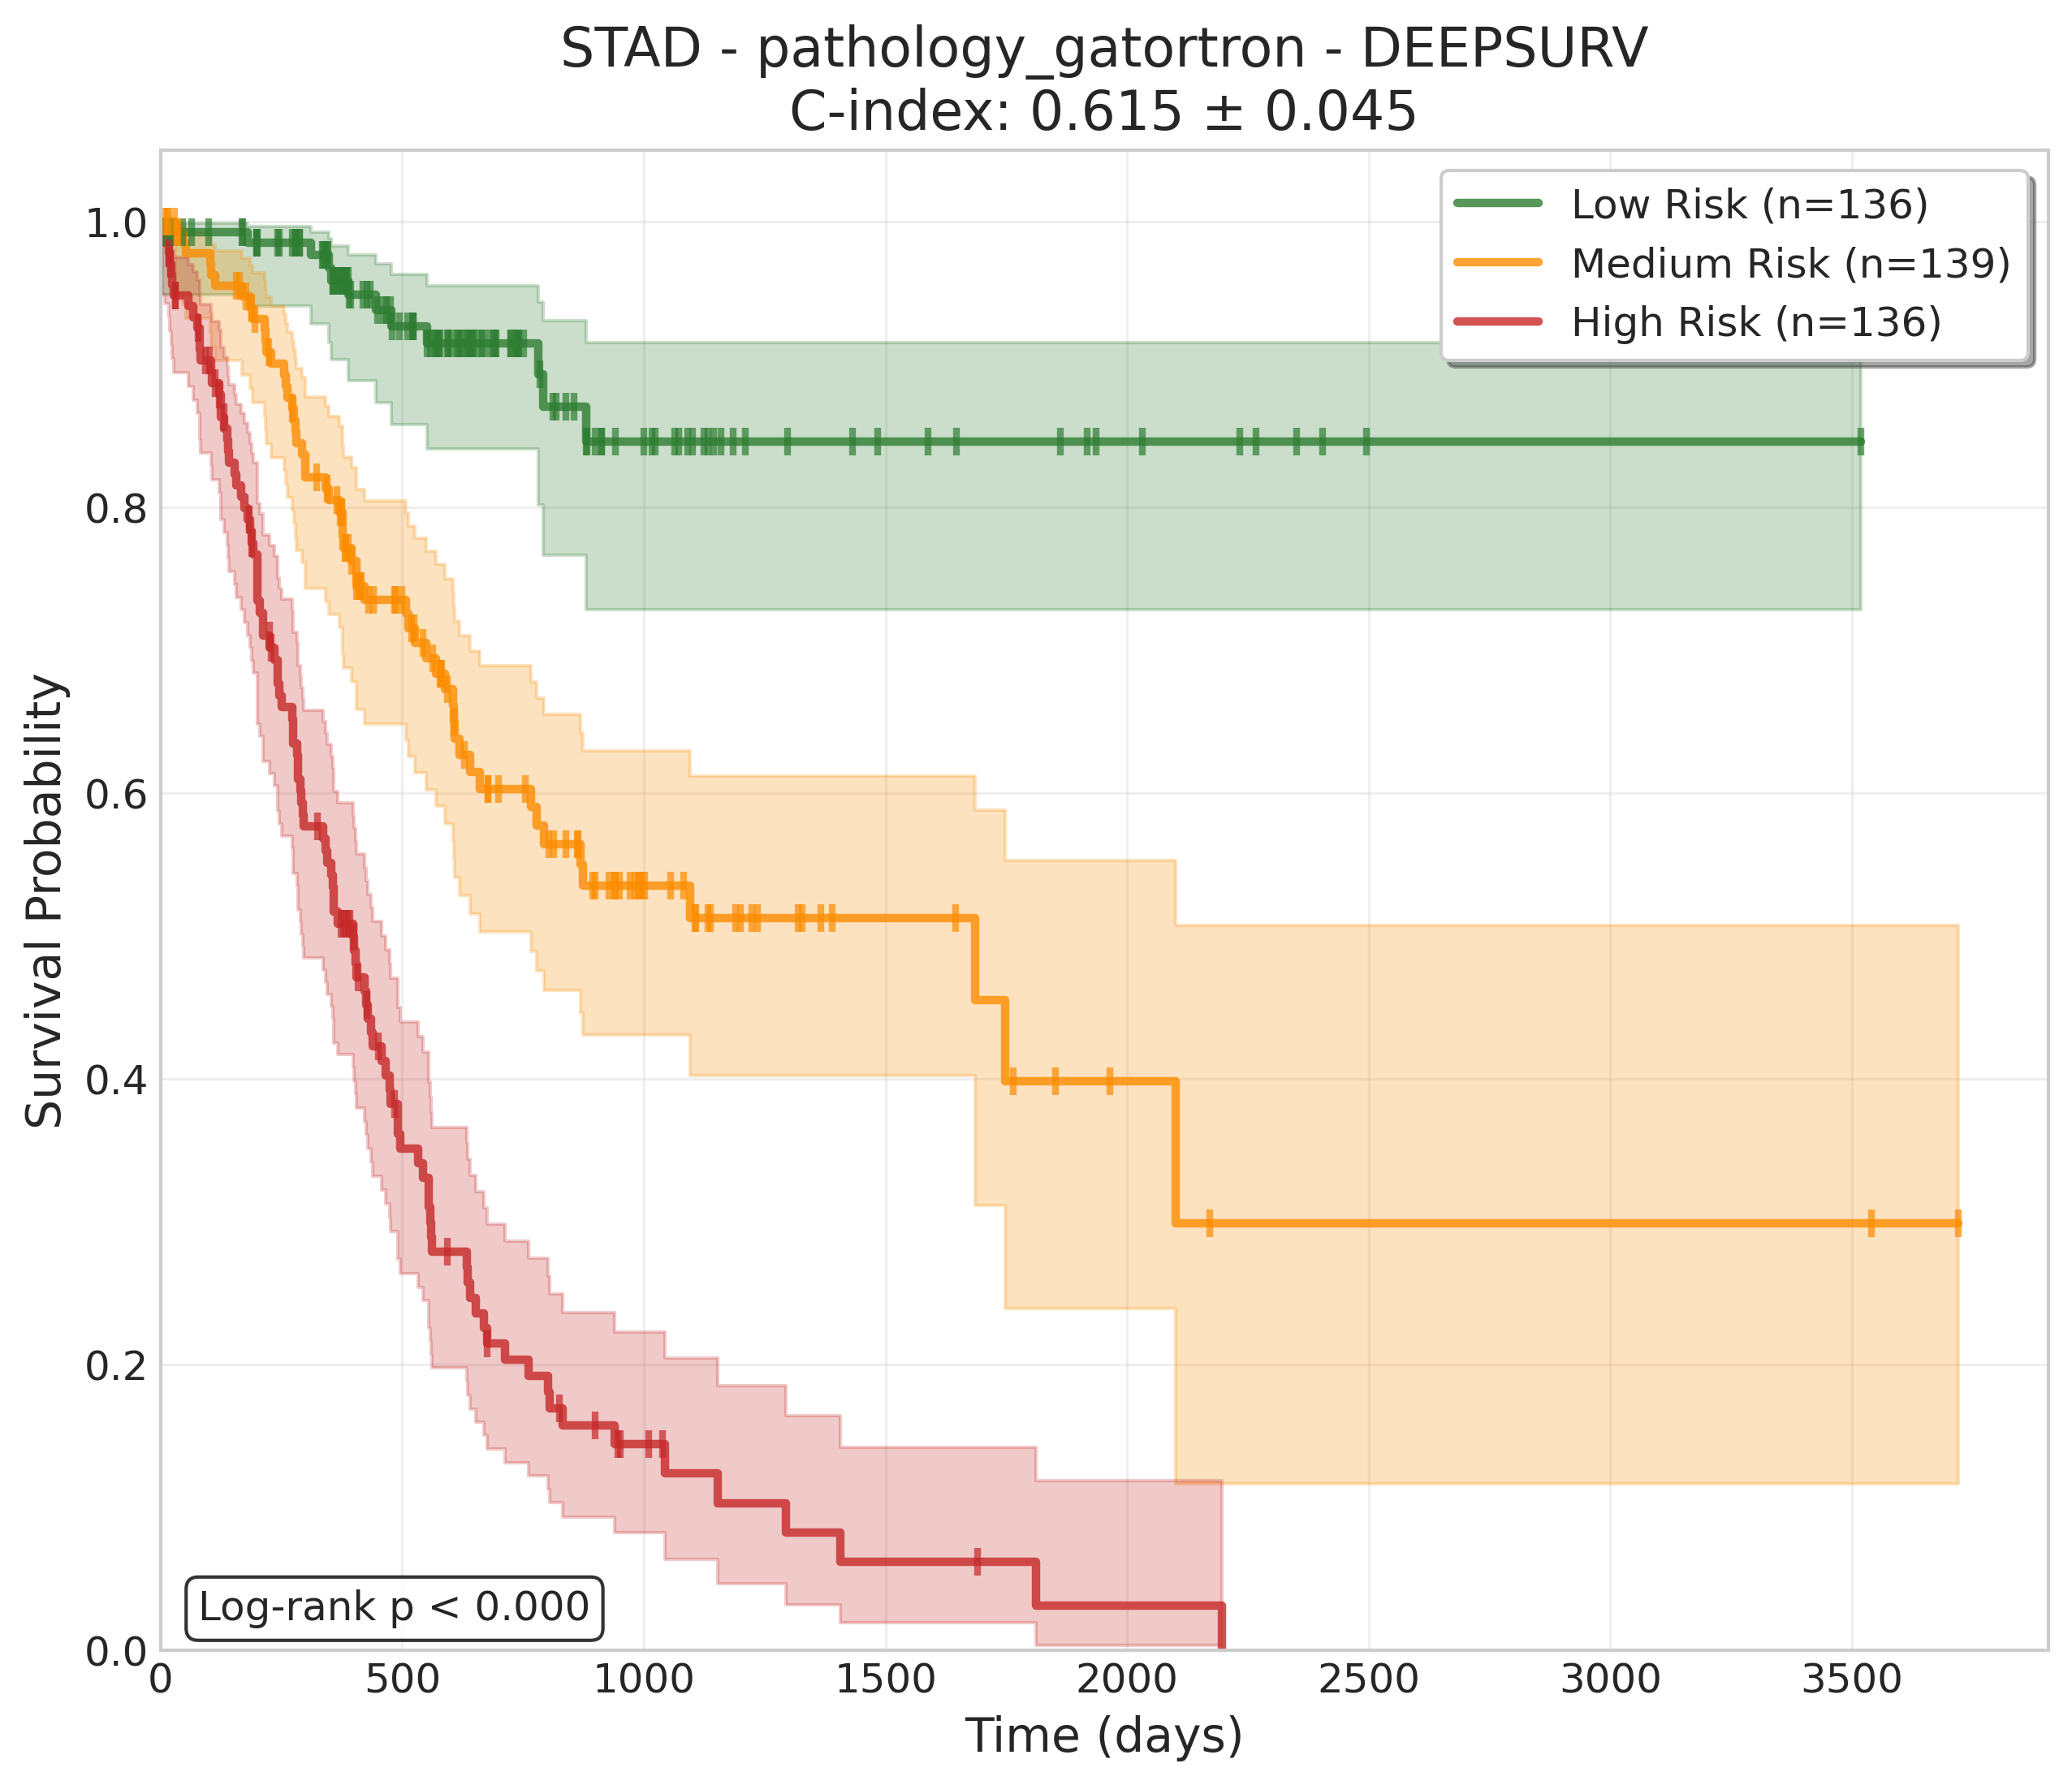 STAD - pathology_gatortron - DEEPSURV
C-index: 0.615 ± 0.045
Low Risk (n=136)
Medium Risk (n=139)
High Risk (n=136)
Survival Probability
1.0
0.8
0.6
0.4
0.2
0.0
Log-rank p < 0.000
0 500 1000 1500 2000 2500 3000 3500
Time (days)